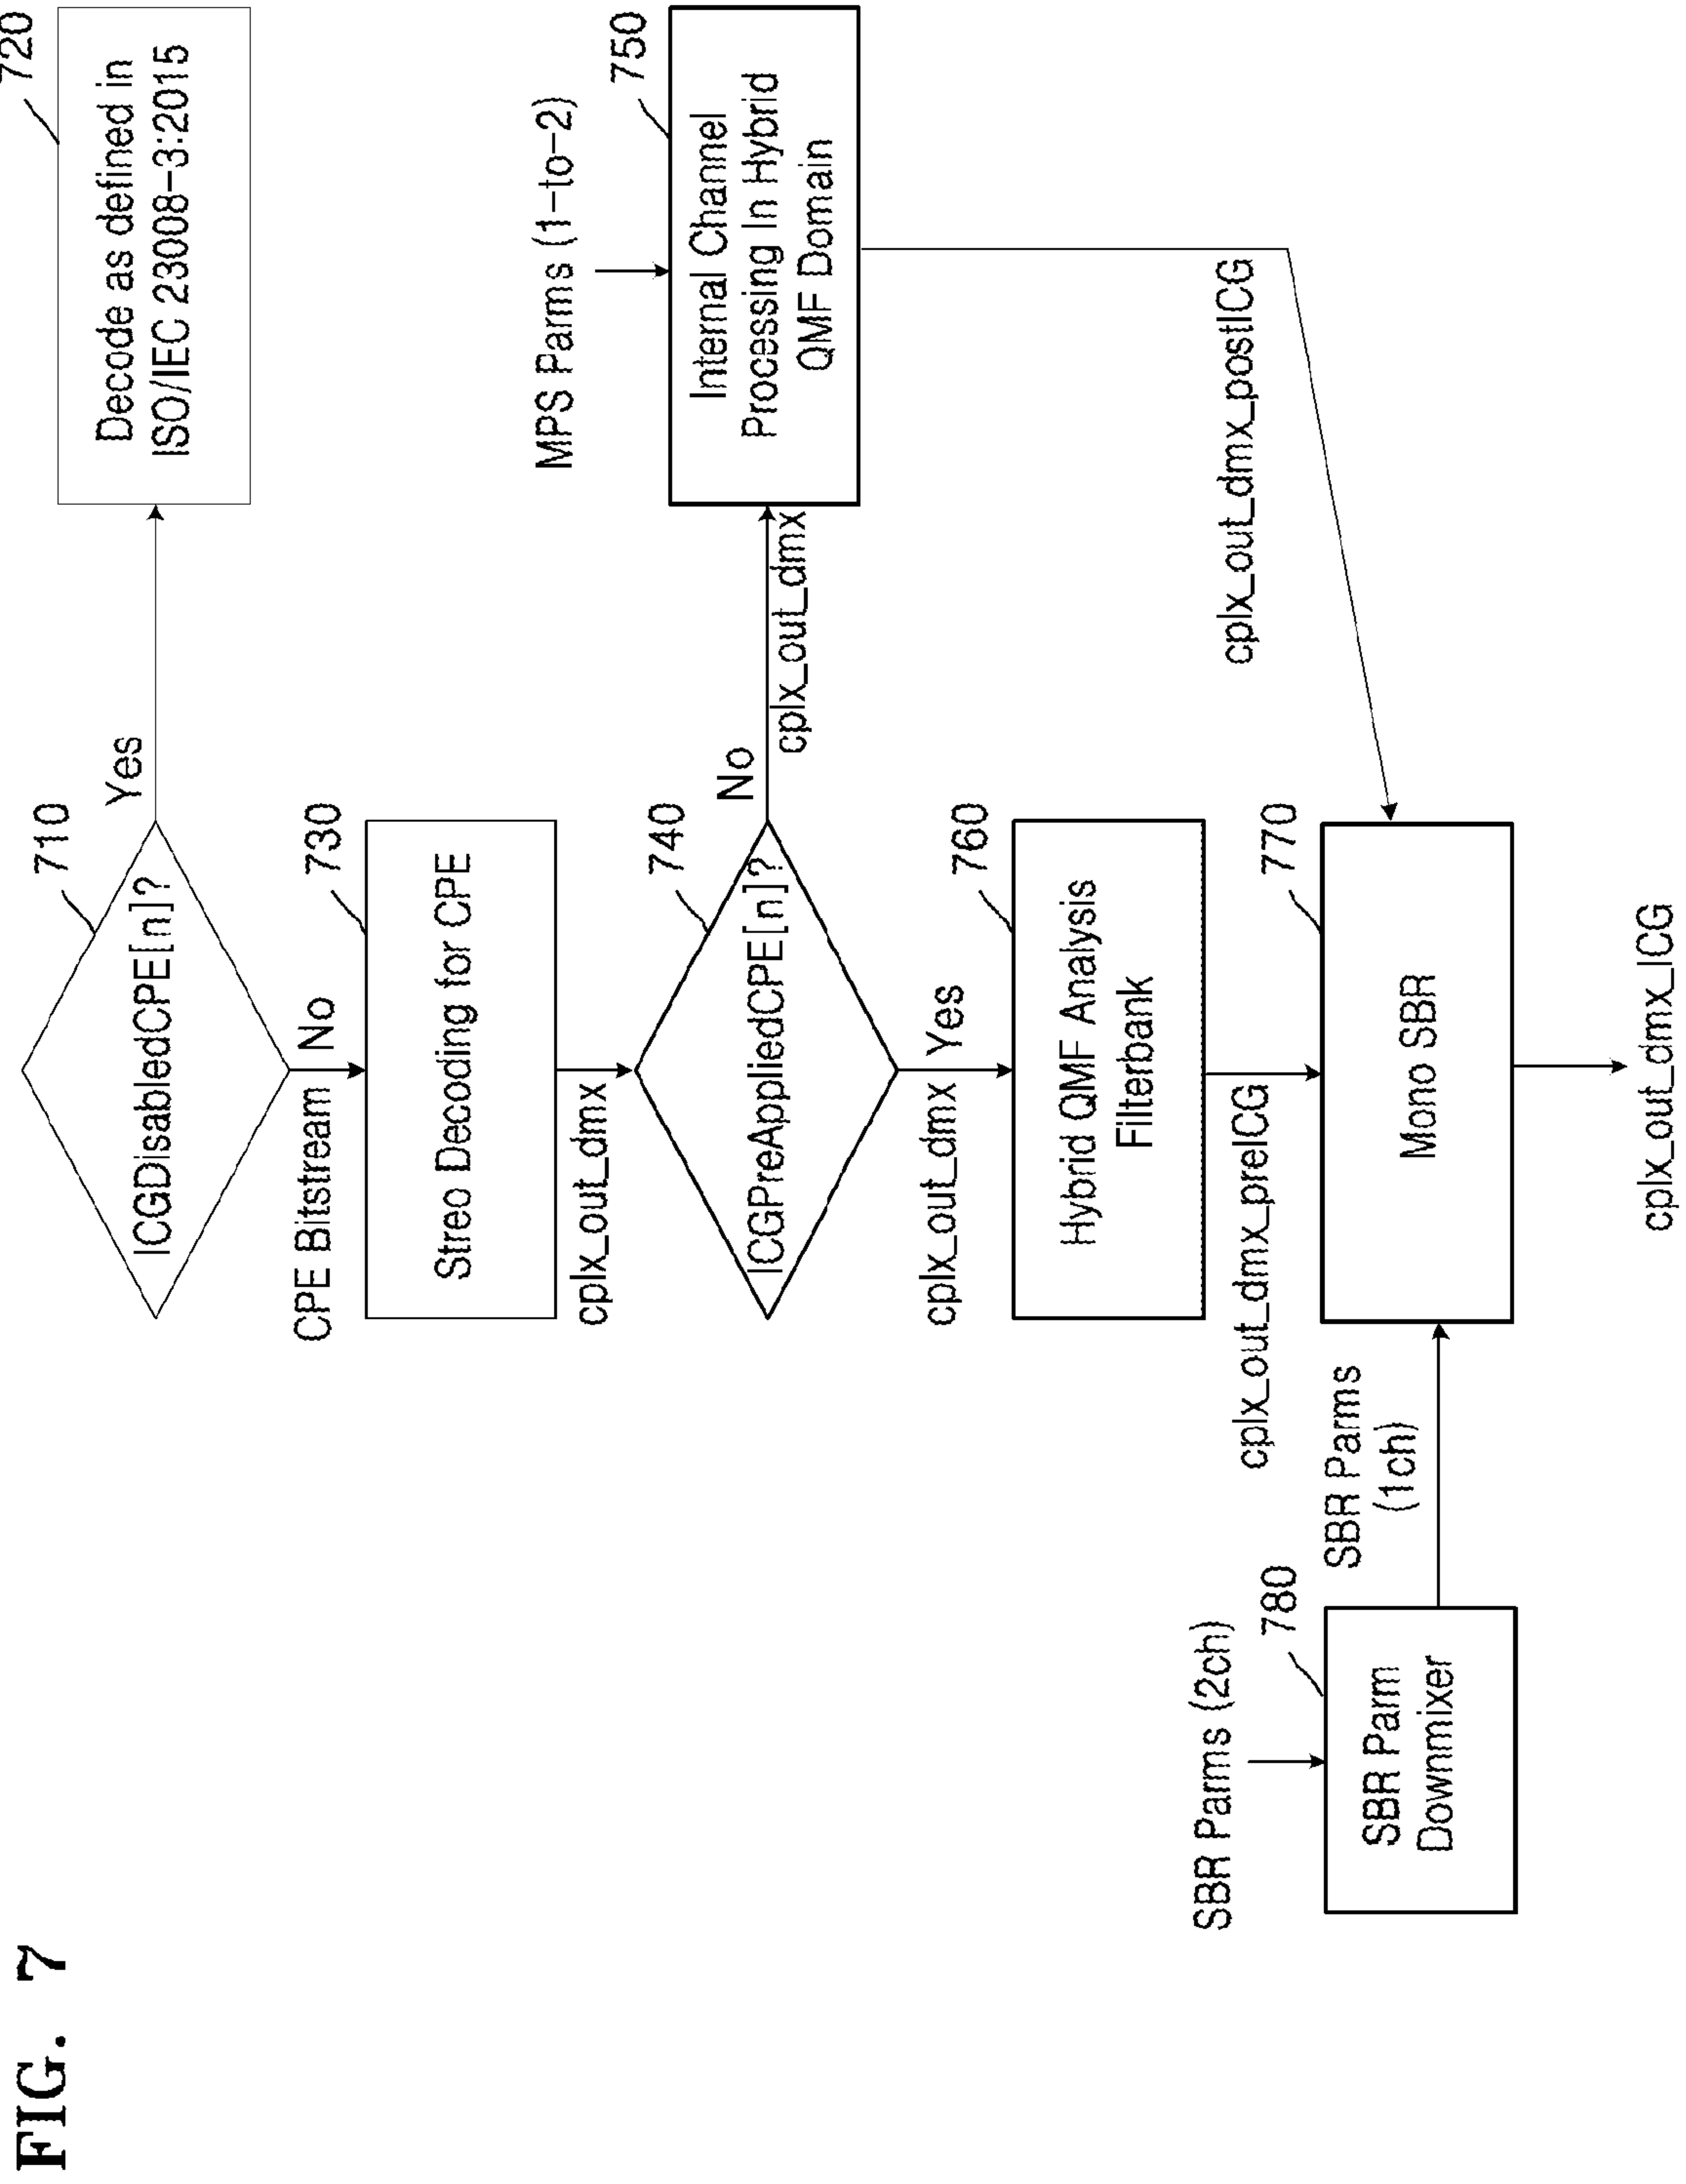 FIG. 7
710
ICGDisabledCPE[n]?
Yes
720
Decode as defined in
ISO/IEC 23008-3:2015
CPE Bitstream
No
730
Streo Decoding for CPE
cplx_out_dmx
740
ICGPreAppliedCPE[n]?
No
cplx_out_dmx
MPS Parms (1-to-2)
750
Internal Channel
Processing In Hybrid
QMF Domain
cplx_out_dmx
Yes
760
Hybrid QMF Analysis
Filterbank
cplx_out_dmx_preICG
cplx_out_dmx_postICG
SBR Parms (2ch)
780
SBR Parm
Downmixer
SBR Parms
(1ch)
770
Mono SBR
cplx_out_dmx_ICG